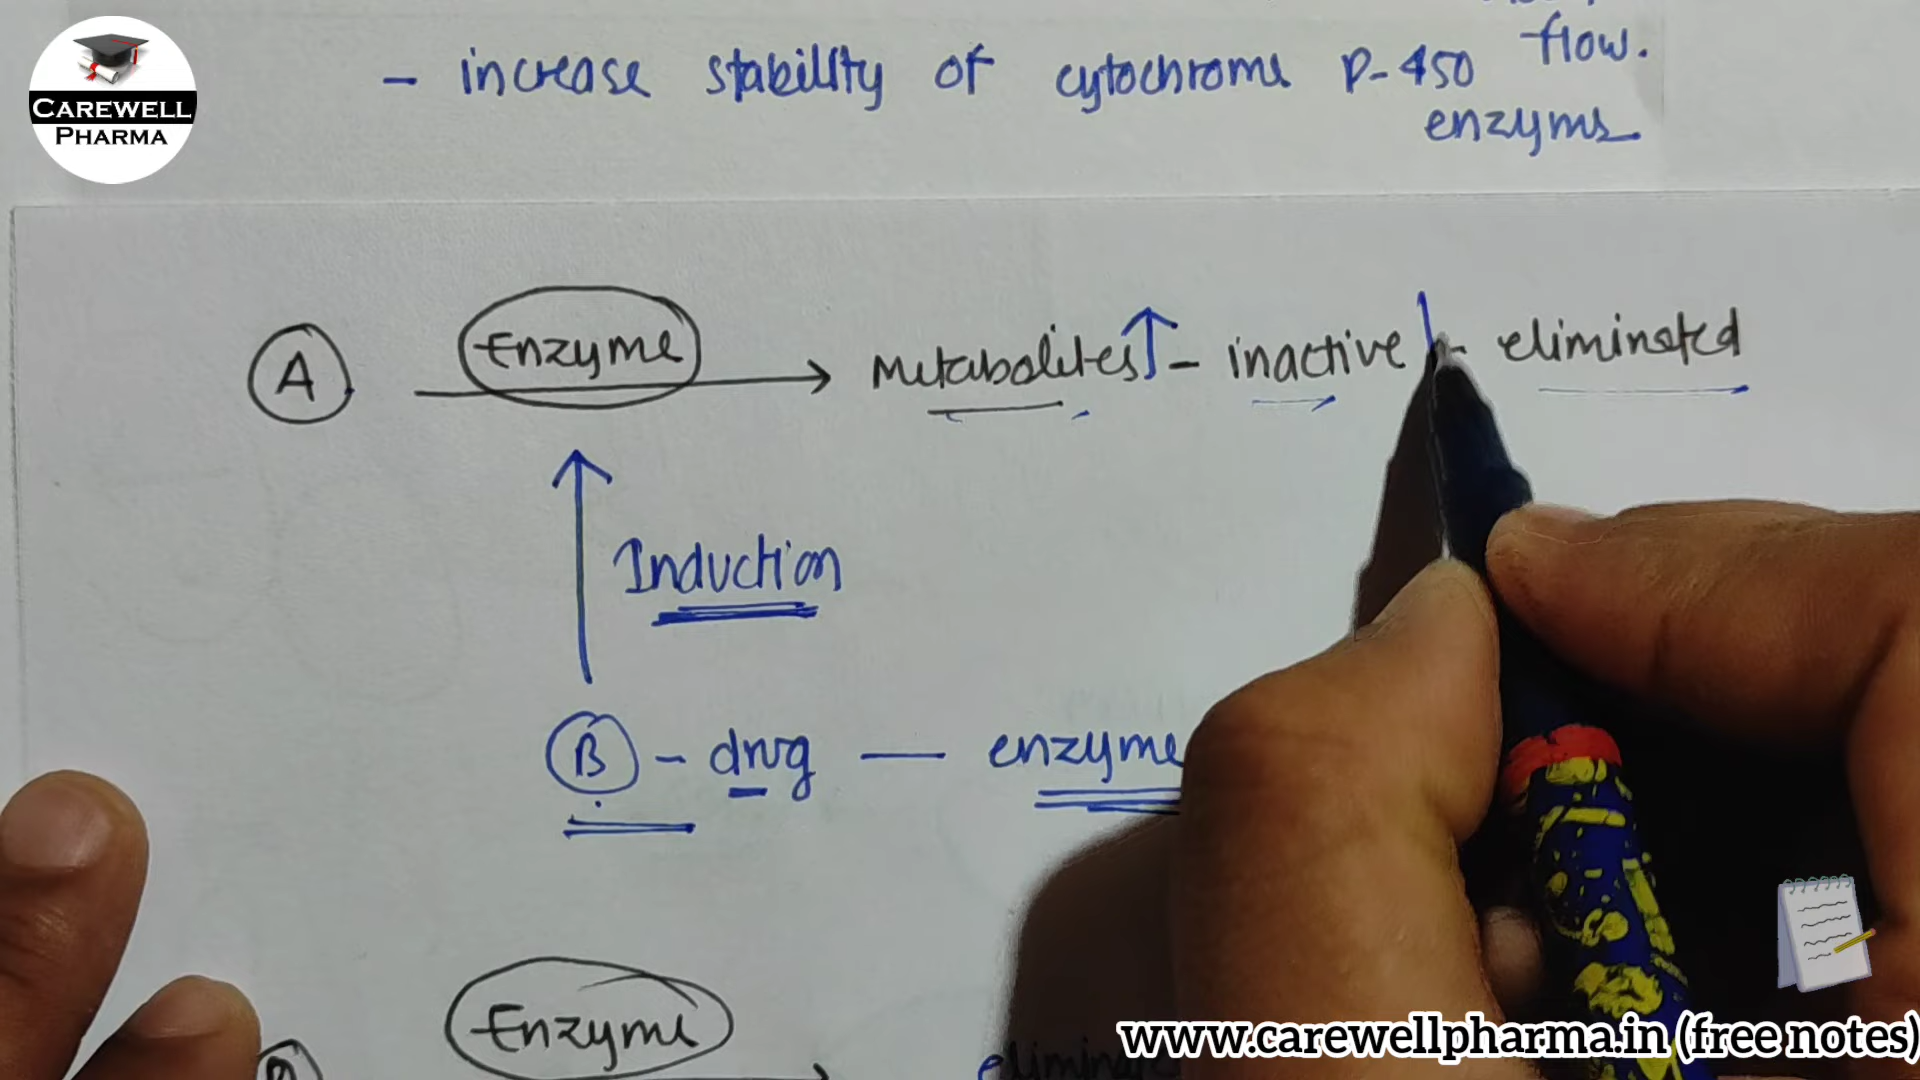 flow.
- increase stability of cytochrome P-450
enzyms.
CAREWELL
PHARMA
A Enzyme Metabolites ↑ - inactive - eliminated
Induction
B - drug — enzyme
Enzyme
www.carewellpharma.in (free notes)